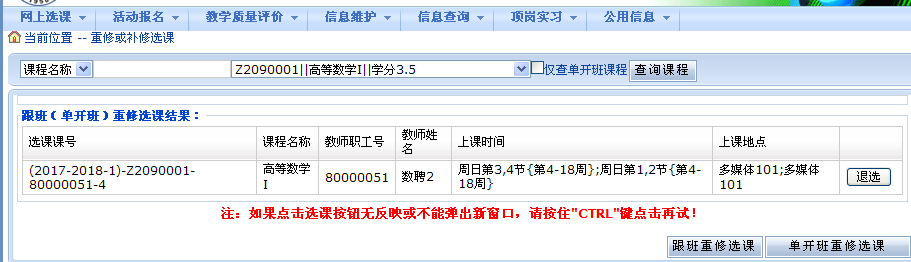 网上选课 活动报名 教学质量评价 信息维护 信息查询 顶岗实习 公用信息
当前位置 -- 重修或补修选课
课程名称 Z2090001||高等数学I||学分3.5 仅查单开班课程 查询课程
跟班(单开班)重修选课结果:
选课课号 课程名称 教师职工号 教师姓名 上课时间 上课地点
(2017-2018-1)-Z2090001-80000051-4 高等数学I 80000051 数聘2 周日第3,4节{第4-18周};周日第1,2节{第4-18周} 多媒体101;多媒体101 退选
注: 如果点击选课按钮无反映或不能弹出新窗口, 请按住"CTRL"键点击再试!
跟班重修选课 单开班重修选课